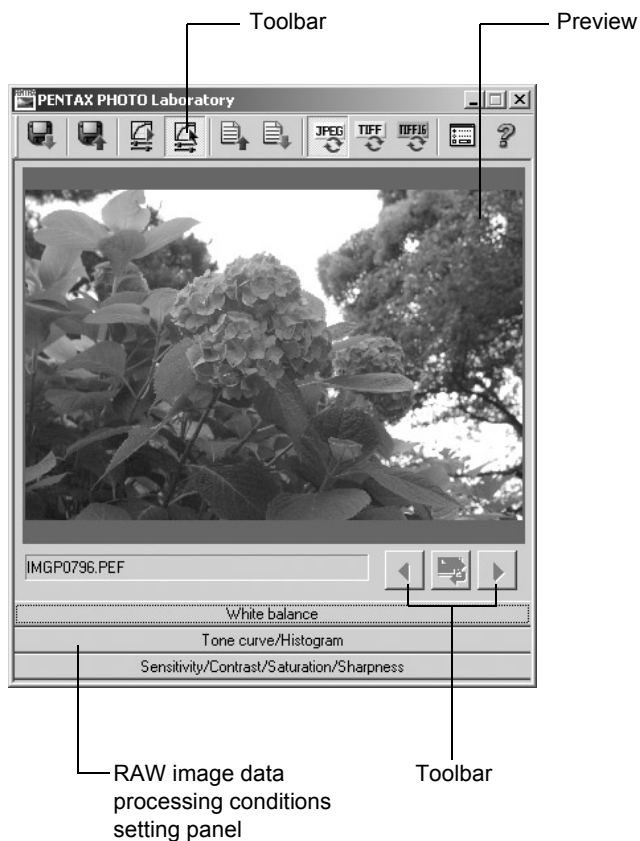 Toolbar
Preview
PENTAX PHOTO Laboratory
JPEG
TIFF
TIFF16
?
IMGP0796.PEF
White balance
Tone curve/Histogram
Sensitivity/Contrast/Saturation/Sharpness
RAW image data
processing conditions
setting panel
Toolbar